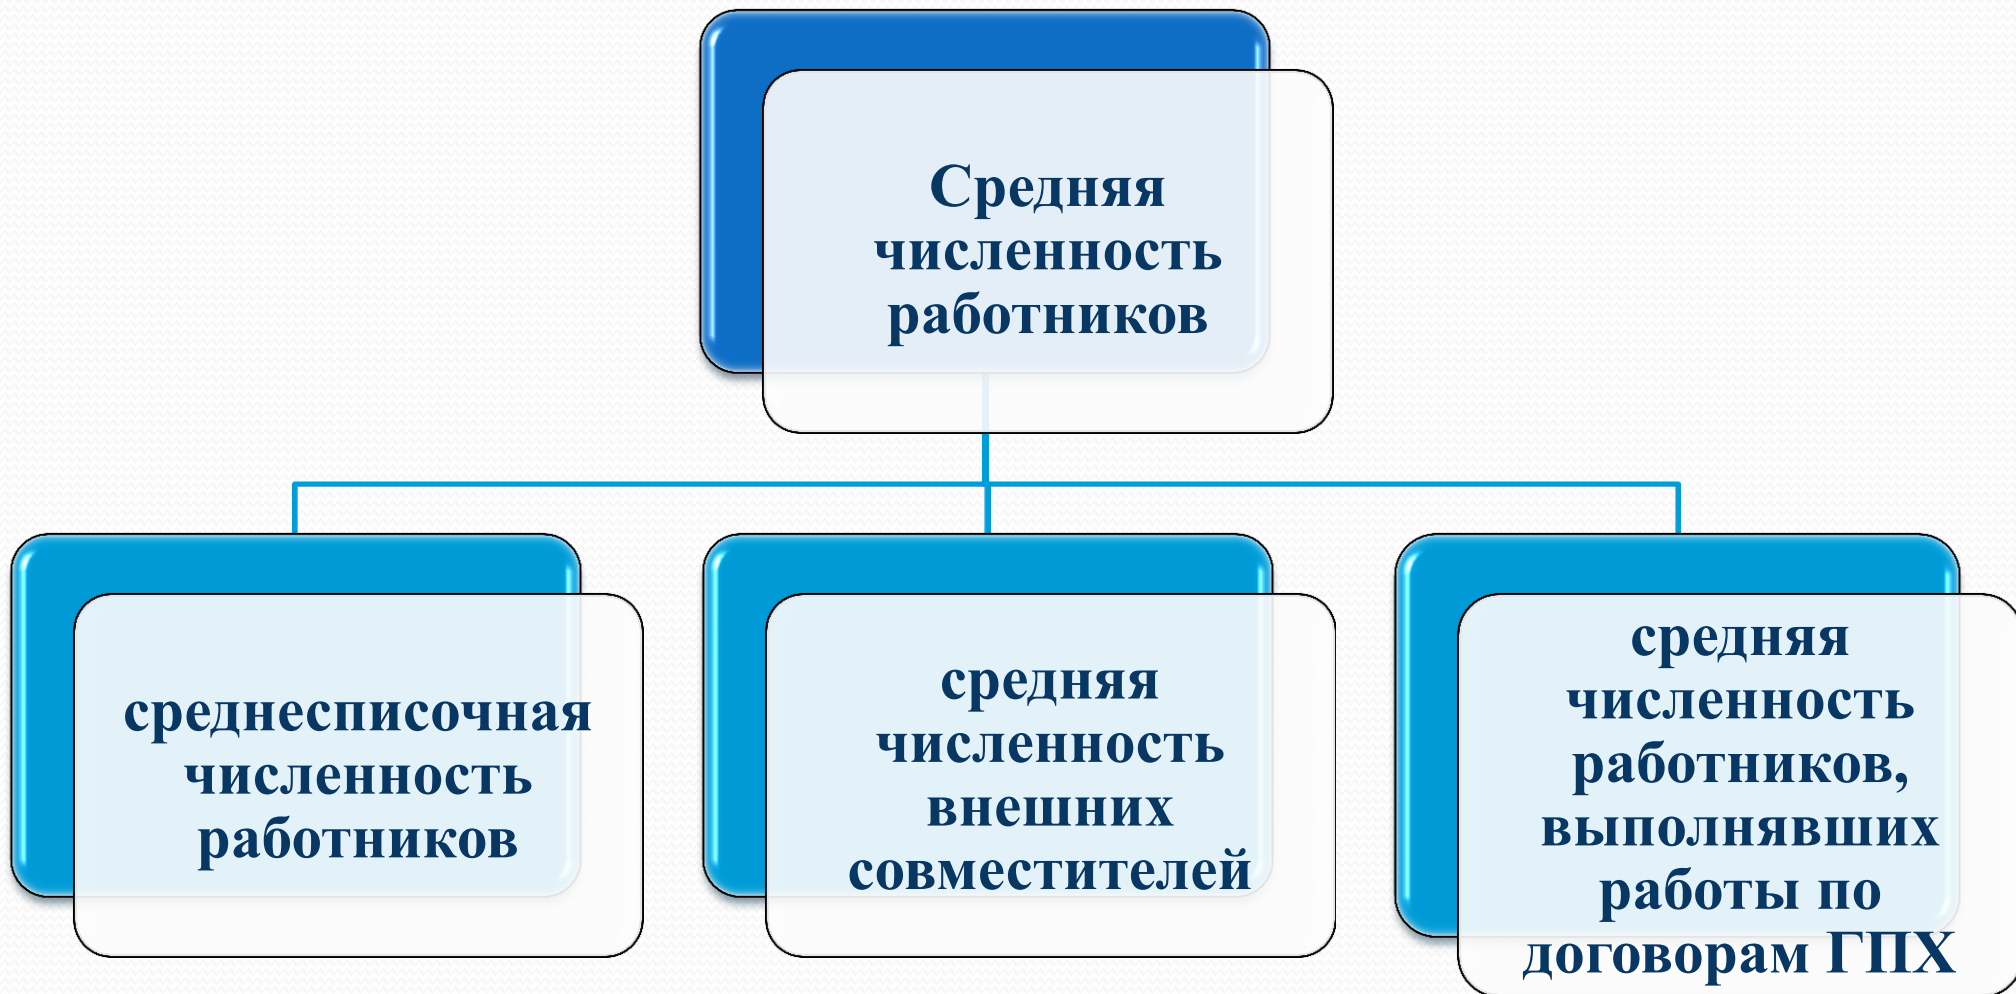 Средняя
численность
работников
среднесписочная
численность
работников
средняя
численность
внешних
совместителей
средняя
численность
работников,
выполнявших
работы по
договорам ГПХ